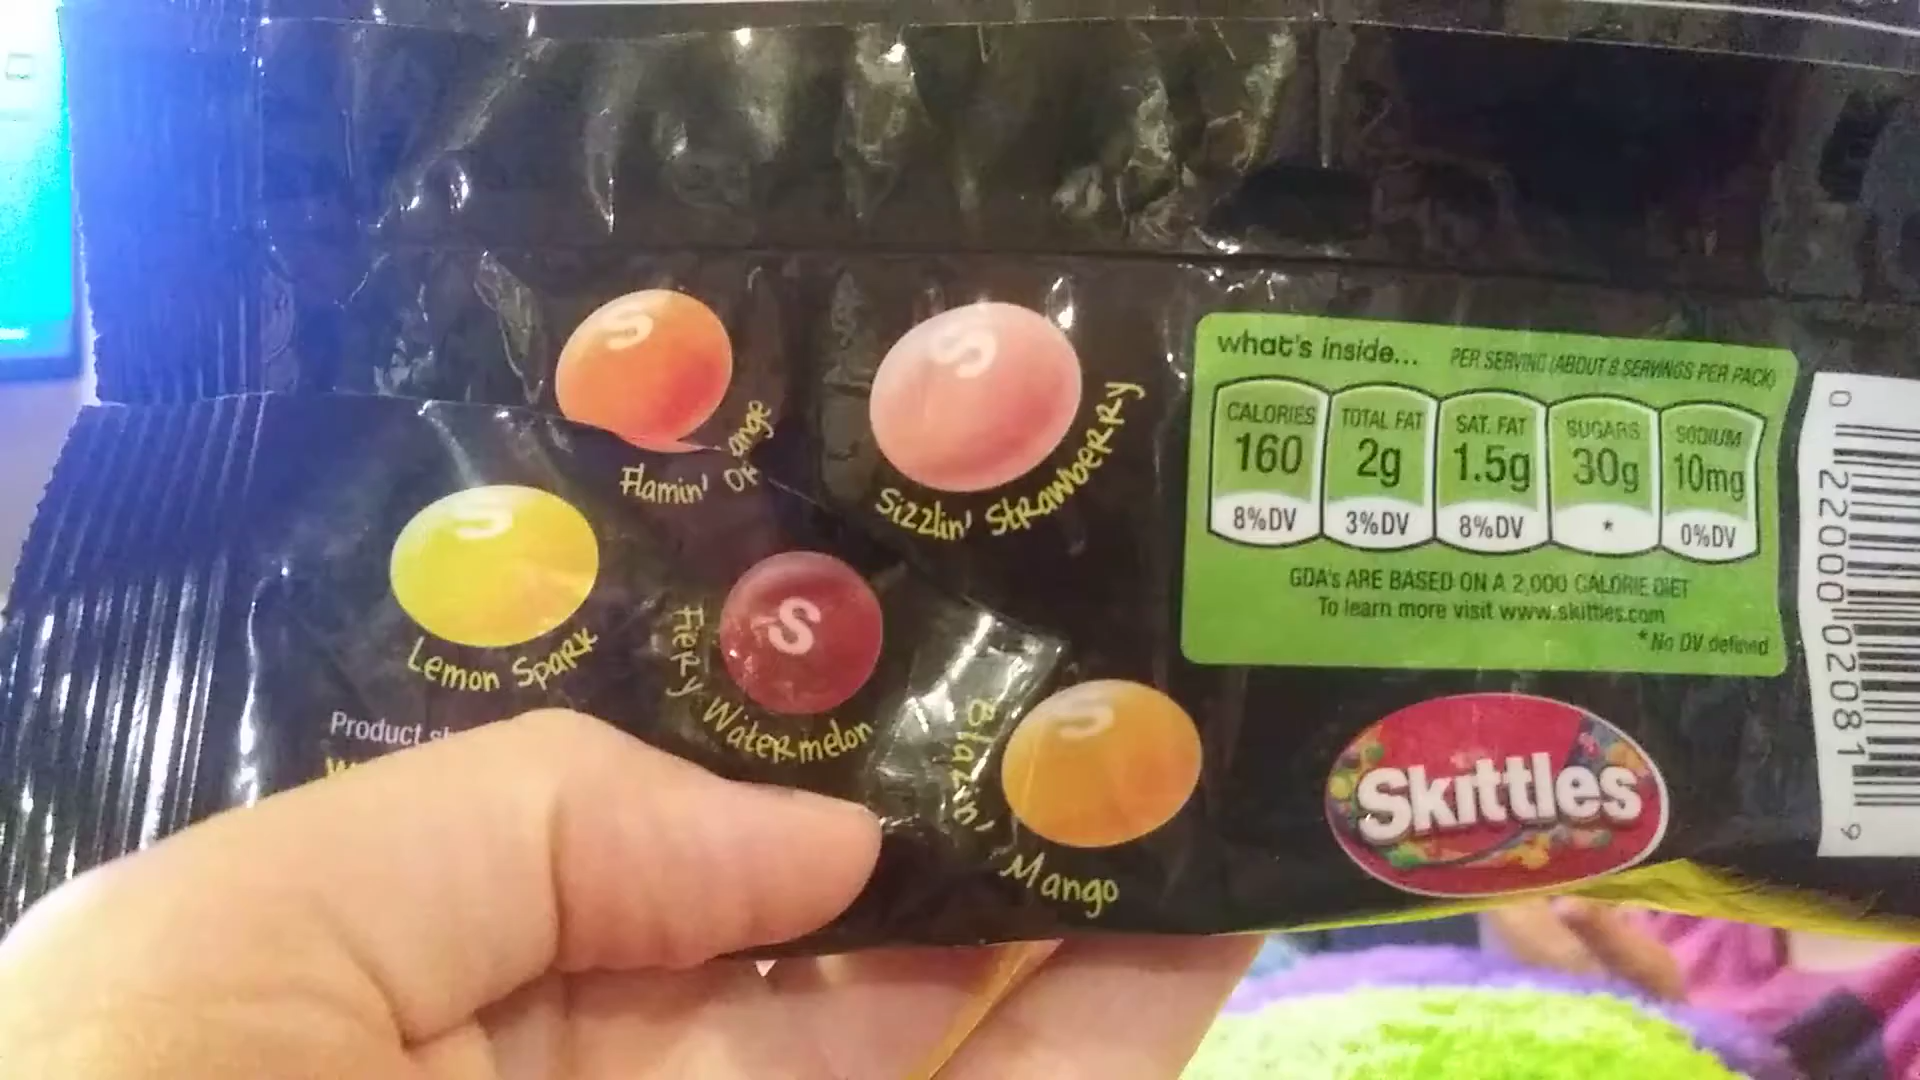 S
Flamin' Orange
S
Sizzlin' Strawberry
S
Lemon Spark
S
Fiery Watermelon
S
Blazin' Mango
Product
what's inside... PER SERVING (ABOUT 8 SERVINGS PER PACK)
CALORIES TOTAL FAT SAT. FAT SUGARS SODIUM
160 2g 1.5g 30g 10mg
8%DV 3%DV 8%DV * 0%DV
GDA's ARE BASED ON A 2,000 CALORIE DIET
To learn more visit www.skittles.com
*No DV defined
Skittles
0 22000 02081 9